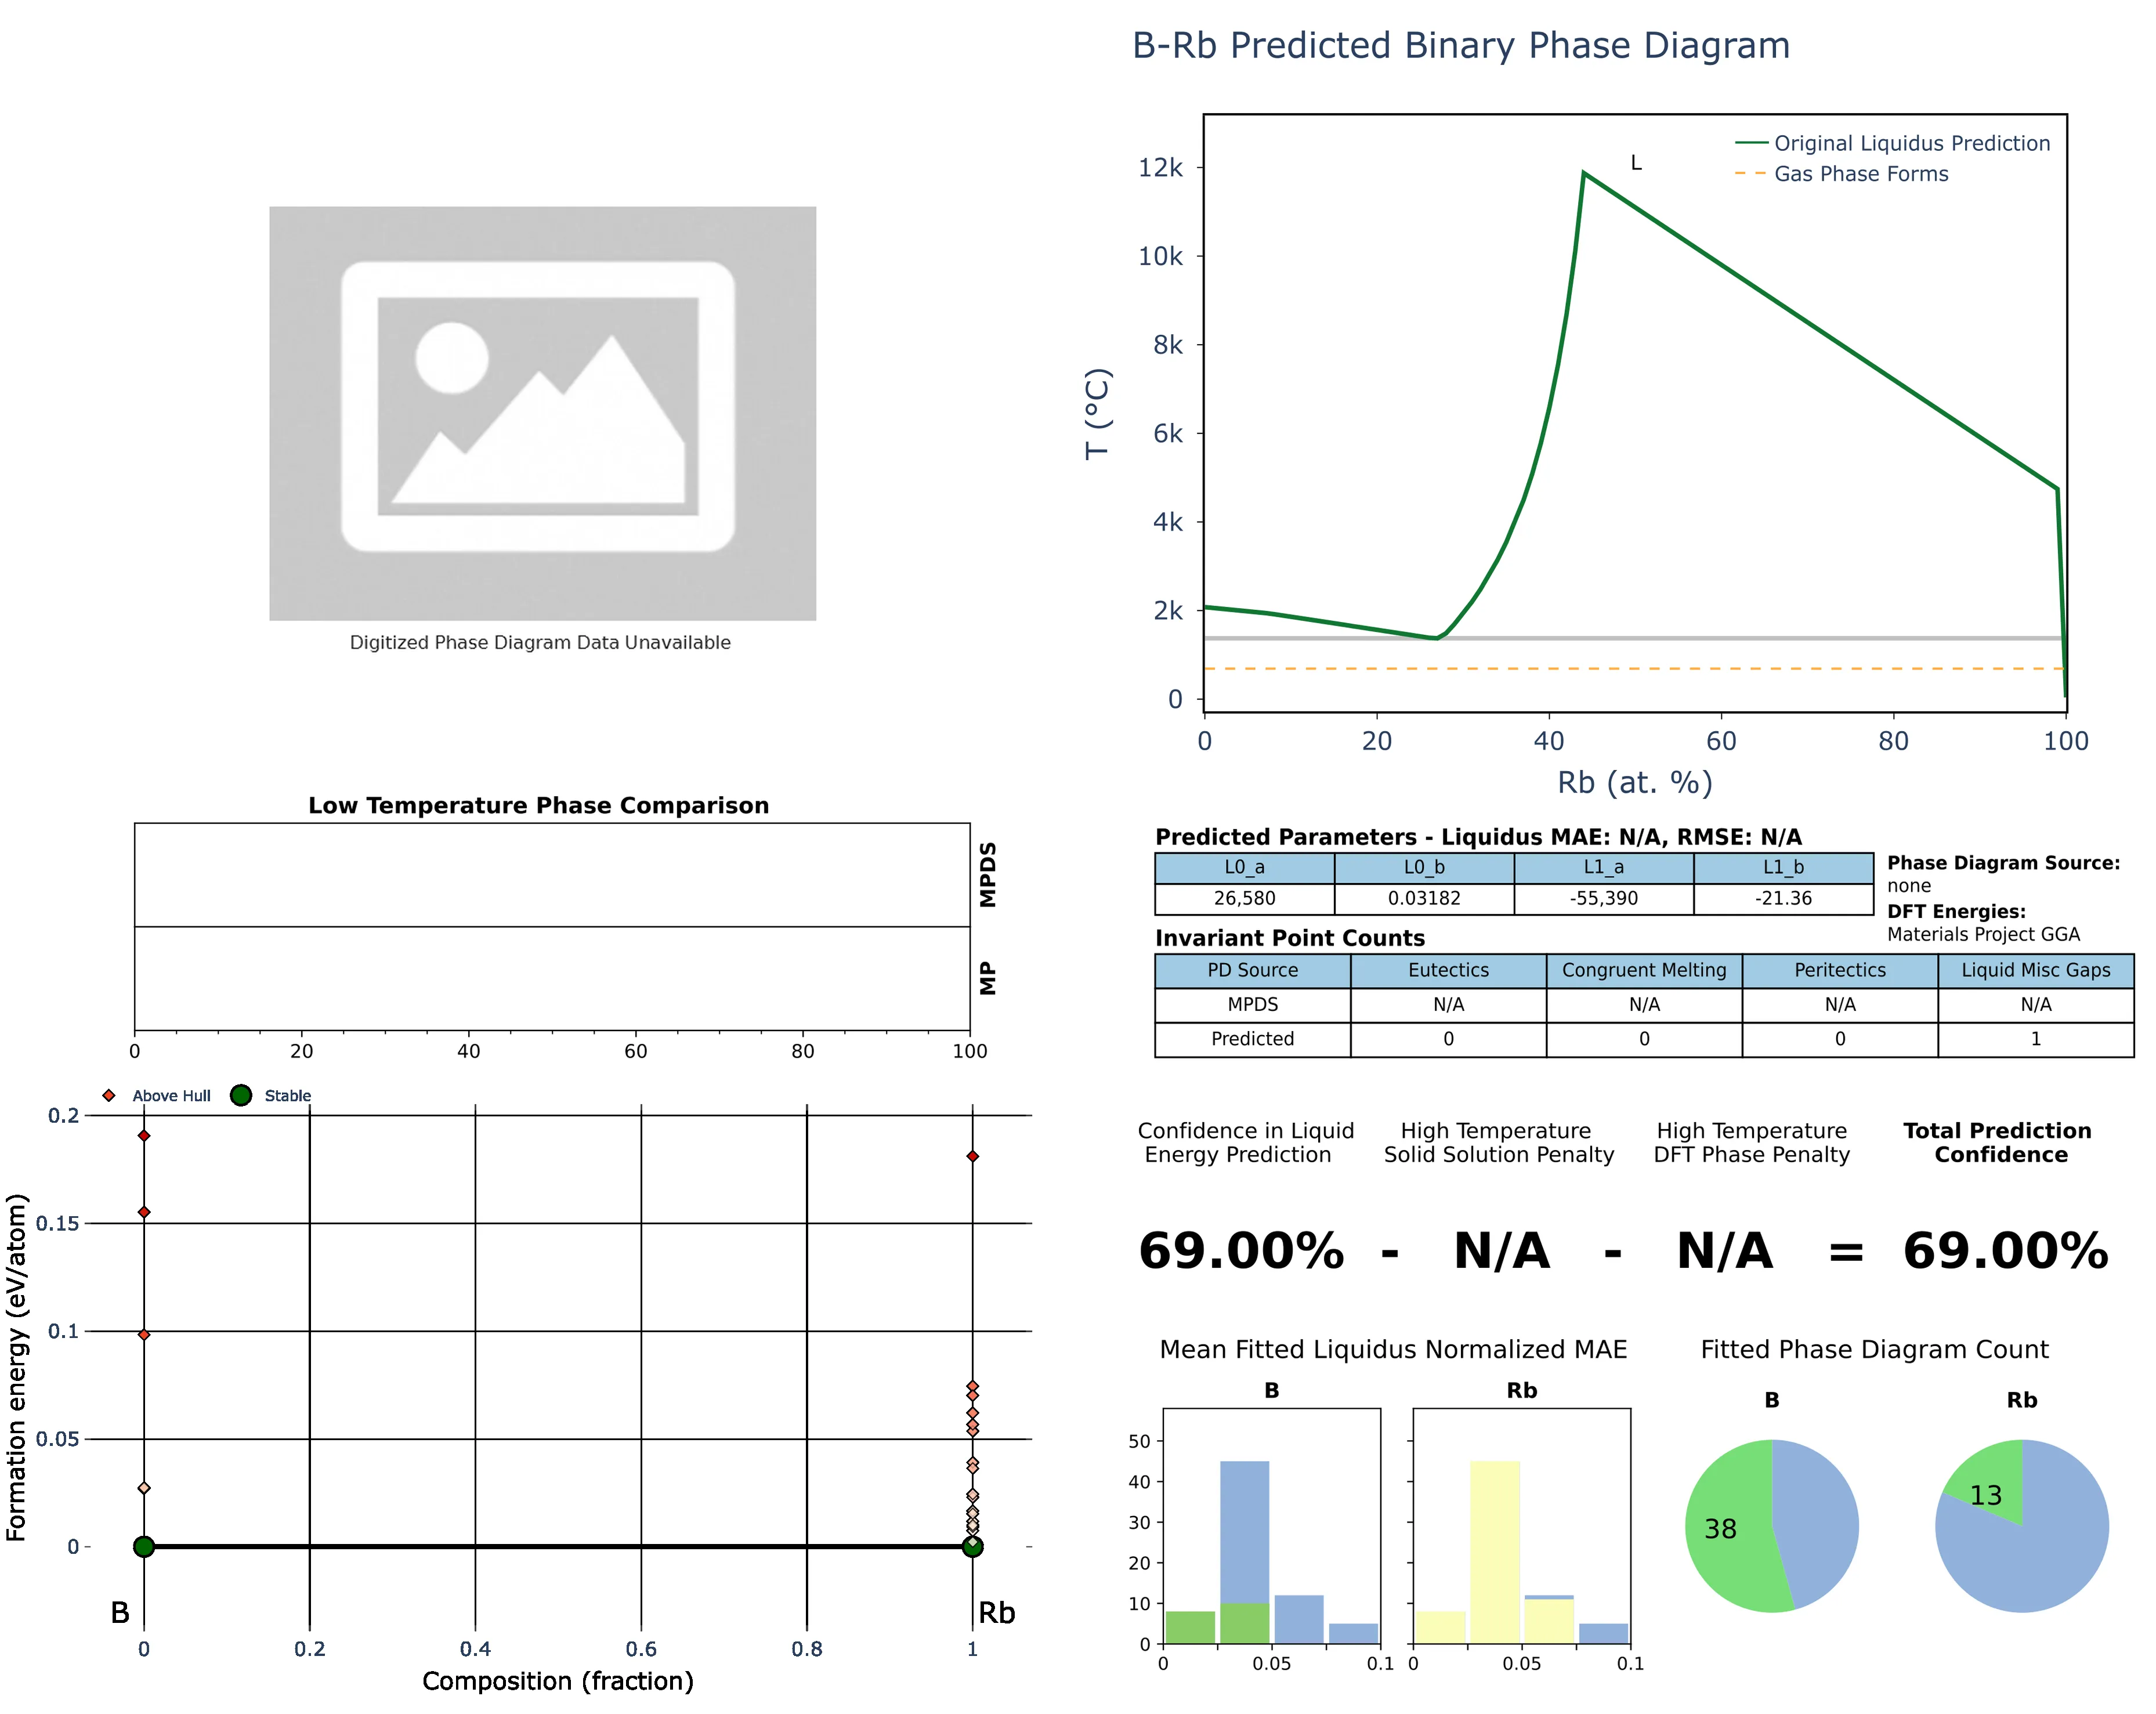 B-Rb Predicted Binary Phase Diagram
Digitized Phase Diagram Data Unavailable
12k
10k
8k
6k
4k
2k
0
T (°C)
L
Original Liquidus Prediction
Gas Phase Forms
0 20 40 60 80 100
Rb (at. %)
Low Temperature Phase Comparison
MPDS
MP
0 20 40 60 80 100
Predicted Parameters - Liquidus MAE: N/A, RMSE: N/A
L0_a L0_b L1_a L1_b
26,580 0.03182 -55,390 -21.36
Phase Diagram Source:
none
DFT Energies:
Materials Project GGA
Invariant Point Counts
PD Source Eutectics Congruent Melting Peritectics Liquid Misc Gaps
MPDS N/A N/A N/A N/A
Predicted 0 0 0 1
Above Hull Stable
0.2
0.15
0.1
0.05
0
Formation energy (eV/atom)
B Rb
0 0.2 0.4 0.6 0.8 1
Composition (fraction)
Confidence in Liquid
Energy Prediction
High Temperature
Solid Solution Penalty
High Temperature
DFT Phase Penalty
Total Prediction
Confidence
69.00% - N/A - N/A = 69.00%
Mean Fitted Liquidus Normalized MAE
B Rb
50
40
30
20
10
0
0 0.05 0.1 0 0.05 0.1
Fitted Phase Diagram Count
B Rb
38 13